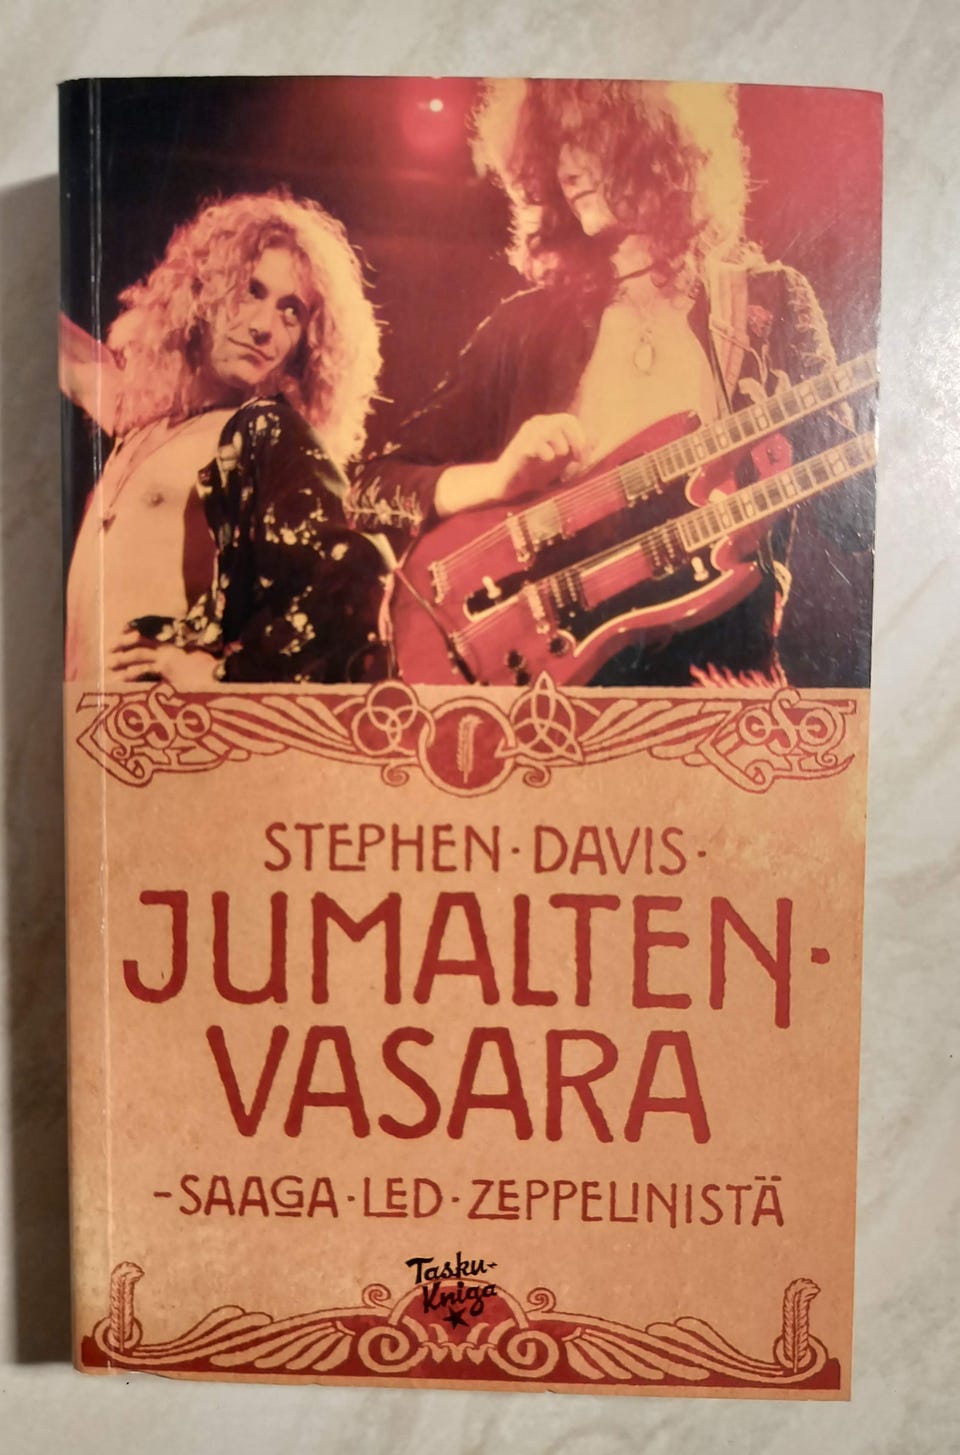 STEPHEN · DAVIS ·
JUMALTEN ·
VASARA
-SAAGA · LED · ZEPPELINISTÄ
Tasku-
Kniga